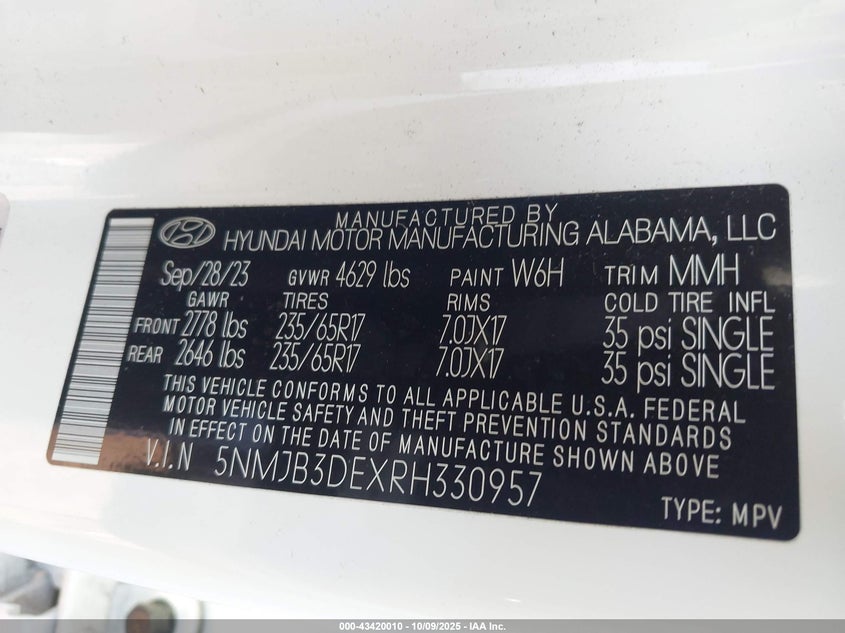 MANUFACTURED BY
HYUNDAI MOTOR MANUFACTURING ALABAMA, LLC
Sep/28/23 GVWR 4629 lbs PAINT W6H TRIM MMH
GAWR TIRES RIMS COLD TIRE INFL
FRONT 2778 lbs 235/65R17 7.0JX17 35 psi SINGLE
REAR 2646 lbs 235/65R17 7.0JX17 35 psi SINGLE
THIS VEHICLE CONFORMS TO ALL APPLICABLE U.S.A. FEDERAL
MOTOR VEHICLE SAFETY AND THEFT PREVENTION STANDARDS
IN EFFECT ON THE DATE OF MANUFACTURE SHOWN ABOVE
V.I.N 5NMJB3DEXRH330957
TYPE: MPV
000-43420010 - 10/09/2025 - IAA Inc.